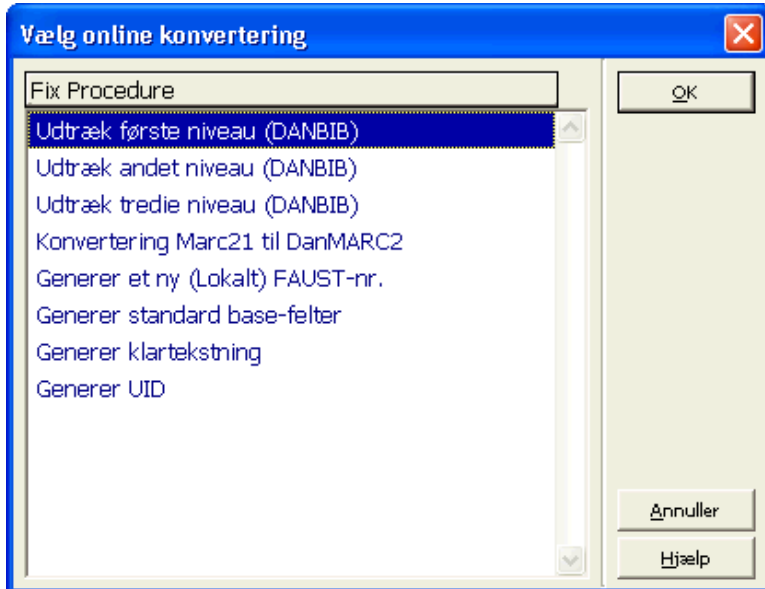 Vælg online konvertering
Fix Procedure
OK
Udtræk første niveau (DANBIB)
Udtræk andet niveau (DANBIB)
Udtræk tredie niveau (DANBIB)
Konvertering Marc21 til DanMARC2
Generer et ny (Lokalt) FAUST-nr.
Generer standard base-felter
Generer klartekstning
Generer UID
Annuller
Hjælp